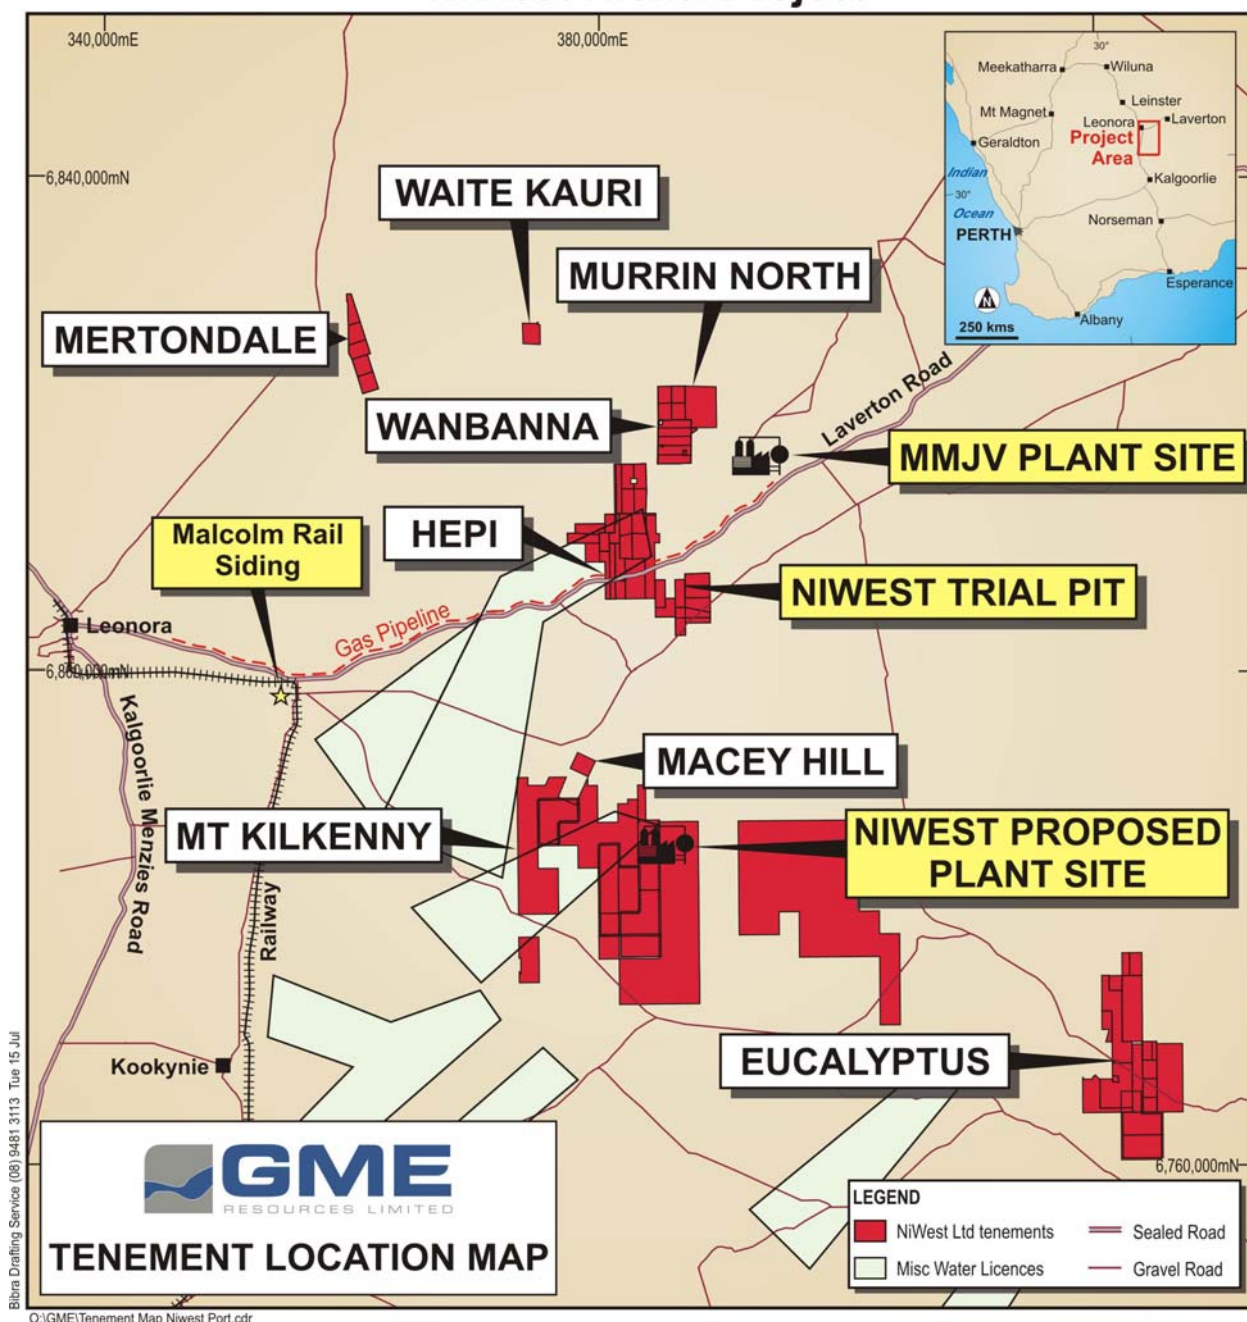 340,000mE
380,000mE
30°
Meekatharra
Wiluna
Leinster
Mt Magnet
Leonora
Laverton
Project
Area
Geraldton
Indian
30°
Kalgoorlie
Ocean
Norseman
PERTH
Esperance
N
250 kms
Albany
6,840,000mN
WAITE KAURI
MURRIN NORTH
MERTONDALE
WANBANNA
Laverton Road
MMJV PLANT SITE
HEPI
Malcolm Rail
Siding
NIWEST TRIAL PIT
Leonora
Gas Pipeline
Kalgoorlie Menzies Road
MACEY HILL
MT KILKENNY
NIWEST PROPOSED
PLANT SITE
Railway
EUCALYPTUS
Kookynie
6,760,000mN
GME
RESOURCES LIMITED
TENEMENT LOCATION MAP
LEGEND
NiWest Ltd tenements
Sealed Road
Misc Water Licences
Gravel Road
Bibra Drafting Service (08) 9481 3113 Tue 15 Jul
O:\GME\Tenement Map Niwest Port.cdr